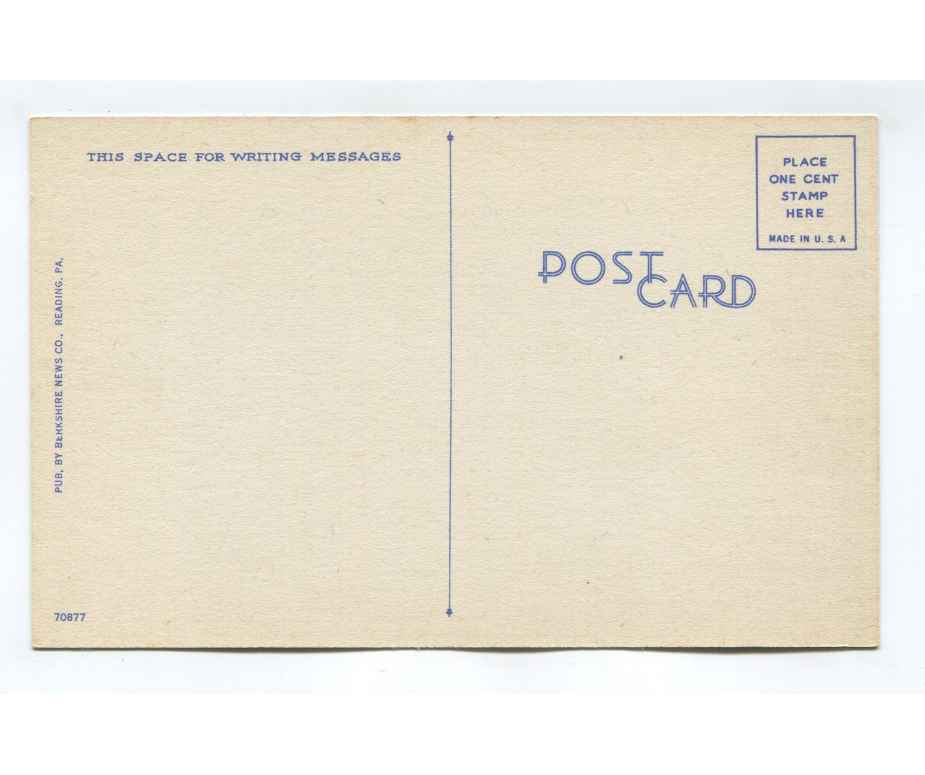 THIS SPACE FOR WRITING MESSAGES
PLACE
ONE CENT
STAMP
HERE
MADE IN U. S. A
POST
CARD
PUB. BY BERKSHIRE NEWS CO., READING, PA.
70877